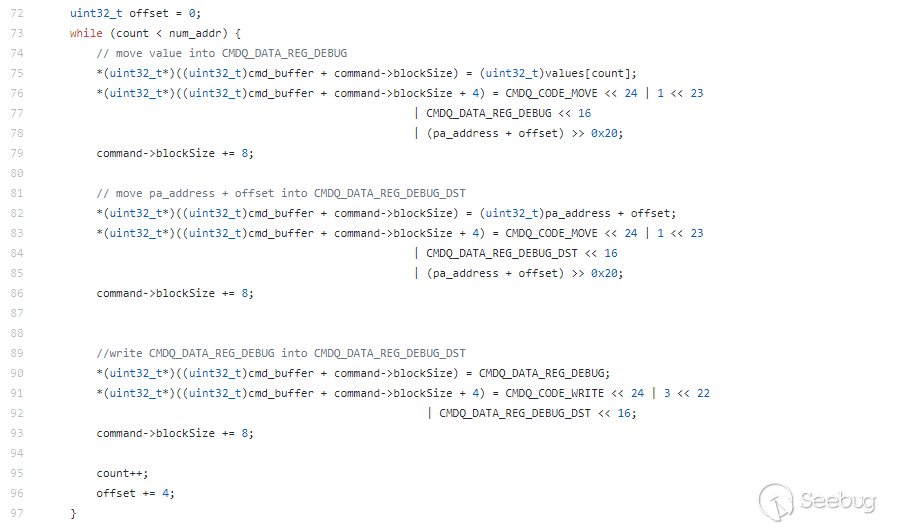 72 uint32_t offset = 0;
73 while (count < num_addr) {
74 // move value into CMDQ_DATA_REG_DEBUG
75 *(uint32_t*)((uint32_t)cmd_buffer + command->blockSize) = (uint32_t)values[count];
76 *(uint32_t*)((uint32_t)cmd_buffer + command->blockSize + 4) = CMDQ_CODE_MOVE << 24 | 1 << 23
77 | CMDQ_DATA_REG_DEBUG << 16
78 | (pa_address + offset) >> 0x20;
79 command->blockSize += 8;
80
81 // move pa_address + offset into CMDQ_DATA_REG_DEBUG_DST
82 *(uint32_t*)((uint32_t)cmd_buffer + command->blockSize) = (uint32_t)pa_address + offset;
83 *(uint32_t*)((uint32_t)cmd_buffer + command->blockSize + 4) = CMDQ_CODE_MOVE << 24 | 1 << 23
84 | CMDQ_DATA_REG_DEBUG_DST << 16
85 | (pa_address + offset) >> 0x20;
86 command->blockSize += 8;
87
88
89 //write CMDQ_DATA_REG_DEBUG into CMDQ_DATA_REG_DEBUG_DST
90 *(uint32_t*)((uint32_t)cmd_buffer + command->blockSize) = CMDQ_DATA_REG_DEBUG;
91 *(uint32_t*)((uint32_t)cmd_buffer + command->blockSize + 4) = CMDQ_CODE_WRITE << 24 | 3 << 22
92 | CMDQ_DATA_REG_DEBUG_DST << 16;
93 command->blockSize += 8;
94
95 count++;
96 offset += 4;
97 }
Seebug